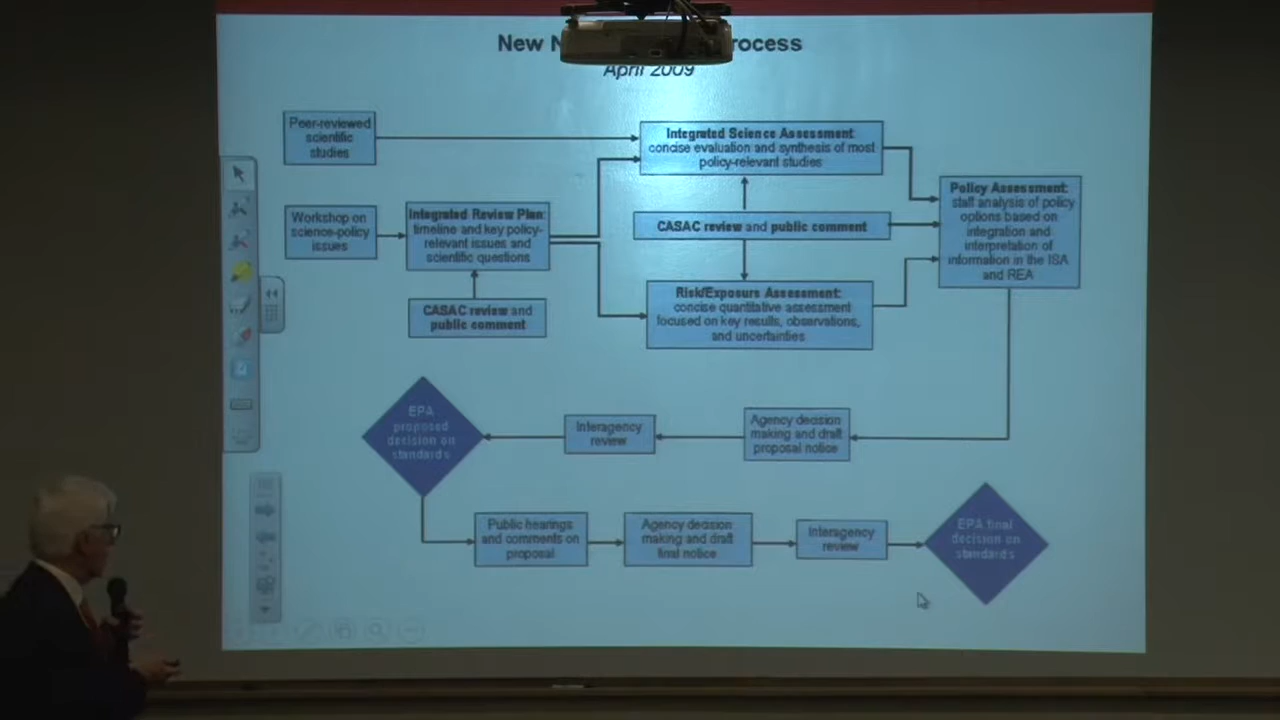 New N rocess
April 2009
Peer-reviewed
scientific
studies
Integrated Science Assessment:
concise evaluation and synthesis of most
policy-relevant studies
Workshop on
science-policy
issues
Integrated Review Plan:
timeline and key policy-
relevant issues and
scientific questions
CASAC review and public comment
Policy Assessment:
staff analysis of policy
options based on
integration and
interpretation of
information in the ISA
and REA
CASAC review and
public comment
Risk/Exposure Assessment:
concise quantitative assessment
focused on key results, observations,
and uncertainties
EPA
proposed
decision on
standards
Interagency
review
Agency decision
making and draft
proposal notice
Public hearings
and comments on
proposal
Agency decision
making and draft
final notice
Interagency
review
EPA final
decision on
standards